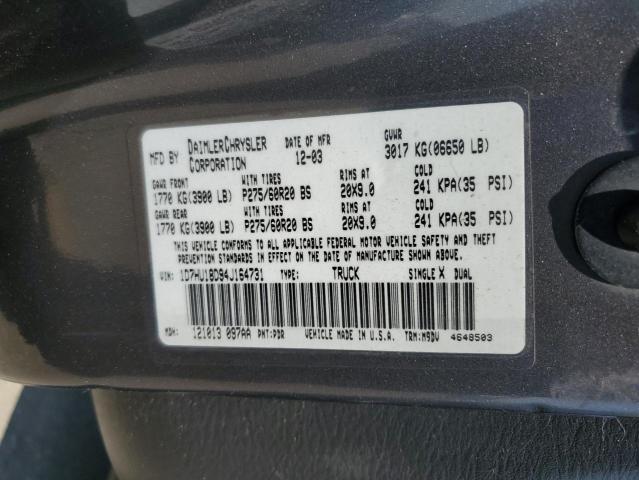 MFD BY DAIMLERCHRYSLER CORPORATION DATE OF MFR 12-03 GVWR 3017 KG(06650 LB)
GAWR FRONT WITH TIRES RIMS AT COLD
1770 KG(3900 LB) P275/60R20 BS 20X9.0 241 KPA(35 PSI)
GAWR REAR WITH TIRES RIMS AT COLD
1770 KG(3900 LB) P275/60R20 BS 20X9.0 241 KPA(35 PSI)
THIS VEHICLE CONFORMS TO ALL APPLICABLE FEDERAL MOTOR VEHICLE SAFETY AND THEFT
PREVENTION STANDARDS IN EFFECT ON THE DATE OF MANUFACTURE SHOWN ABOVE.
VIN: 1D7HU18D94J164731 TYPE: TRUCK SINGLE X DUAL
MDH: 121013 097AA PNT:PDR VEHICLE MADE IN U.S.A. TRM:M9DV 4648503